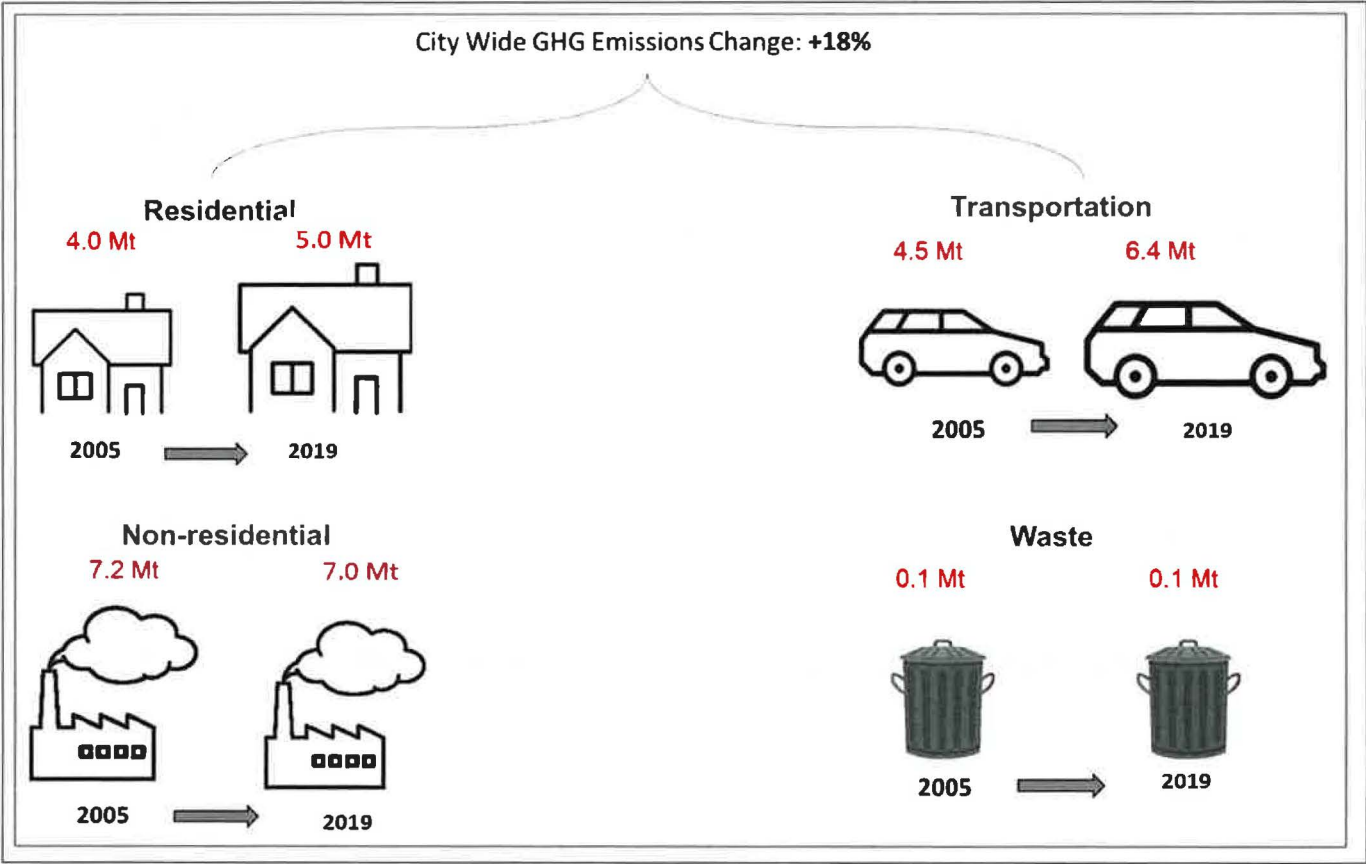 City Wide GHG Emissions Change: +18%
Residential
4.0 Mt 5.0 Mt
2005 2019
Transportation
4.5 Mt 6.4 Mt
2005 2019
Non-residential
7.2 Mt 7.0 Mt
2005 2019
Waste
0.1 Mt 0.1 Mt
2005 2019